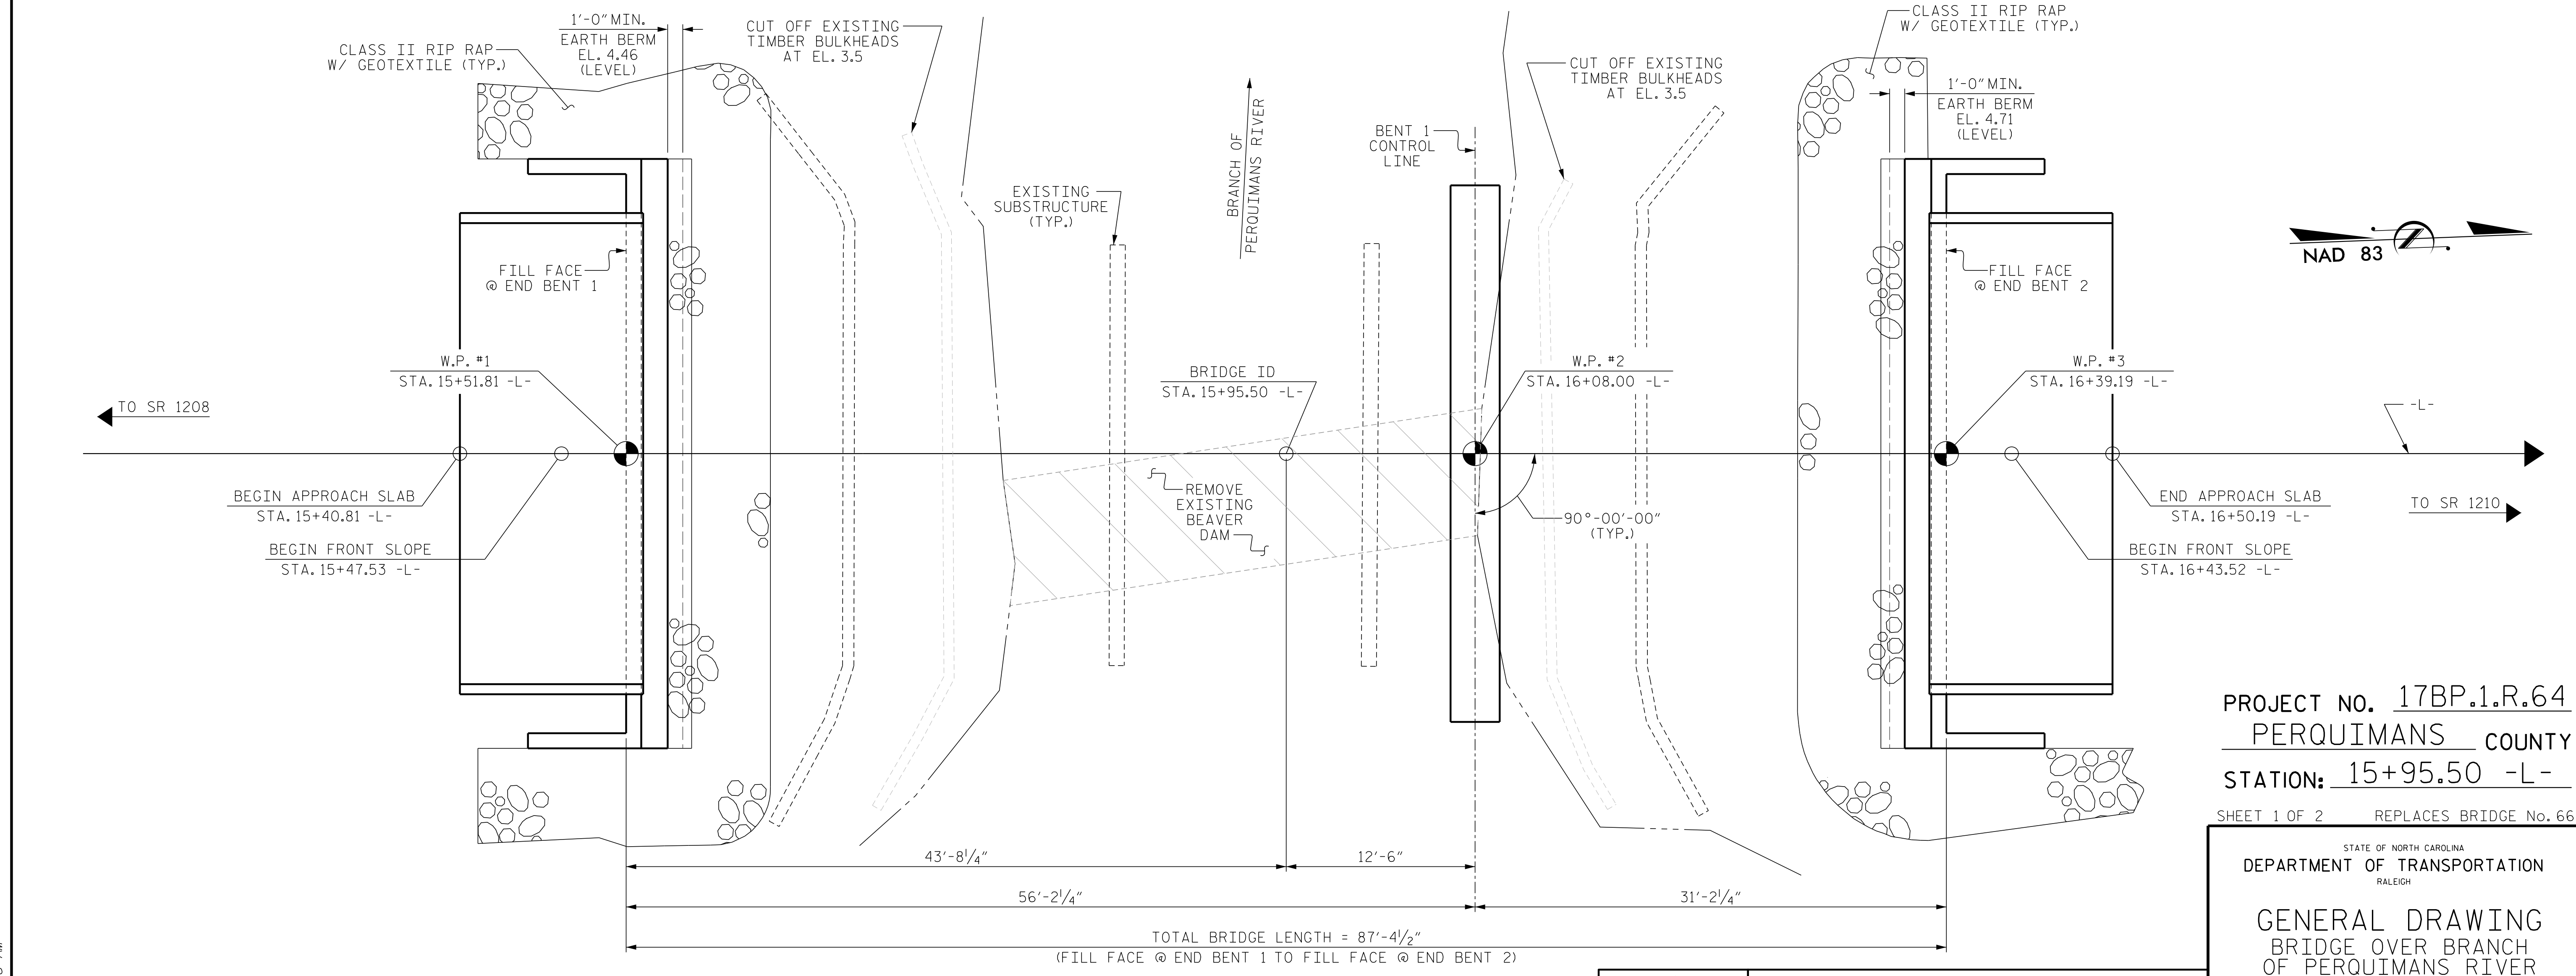 CLASS II RIP RAP
W/ GEOTEXTILE (TYP.)
1'-0" MIN.
EARTH BERM
EL. 4.46
(LEVEL)
CUT OFF EXISTING
TIMBER BULKHEADS
AT EL. 3.5
BRANCH OF
PERQUIMANS RIVER
EXISTING
SUBSTRUCTURE
(TYP.)
BENT 1
CONTROL
LINE
CUT OFF EXISTING
TIMBER BULKHEADS
AT EL. 3.5
CLASS II RIP RAP
W/ GEOTEXTILE (TYP.)
1'-0" MIN.
EARTH BERM
EL. 4.71
(LEVEL)
NAD 83
FILL FACE
@ END BENT 1
FILL FACE
@ END BENT 2
W.P. #1
STA. 15+51.81 -L-
BRIDGE ID
STA. 15+95.50 -L-
W.P. #2
STA. 16+08.00 -L-
W.P. #3
STA. 16+39.19 -L-
TO SR 1208
-L-
BEGIN APPROACH SLAB
STA. 15+40.81 -L-
BEGIN FRONT SLOPE
STA. 15+47.53 -L-
REMOVE
EXISTING
BEAVER
DAM
90°-00'-00"
(TYP.)
END APPROACH SLAB
STA. 16+50.19 -L-
TO SR 1210
BEGIN FRONT SLOPE
STA. 16+43.52 -L-
43'-8¼"
12'-6"
56'-2¼"
31'-2¼"
TOTAL BRIDGE LENGTH = 87'-4½"
(FILL FACE @ END BENT 1 TO FILL FACE @ END BENT 2)
PROJECT NO. 17BP.1.R.64
PERQUIMANS COUNTY
STATION: 15+95.50 -L-
SHEET 1 OF 2 REPLACES BRIDGE No. 66
STATE OF NORTH CAROLINA
DEPARTMENT OF TRANSPORTATION
RALEIGH
GENERAL DRAWING
BRIDGE OVER BRANCH
OF PERQUIMANS RIVER